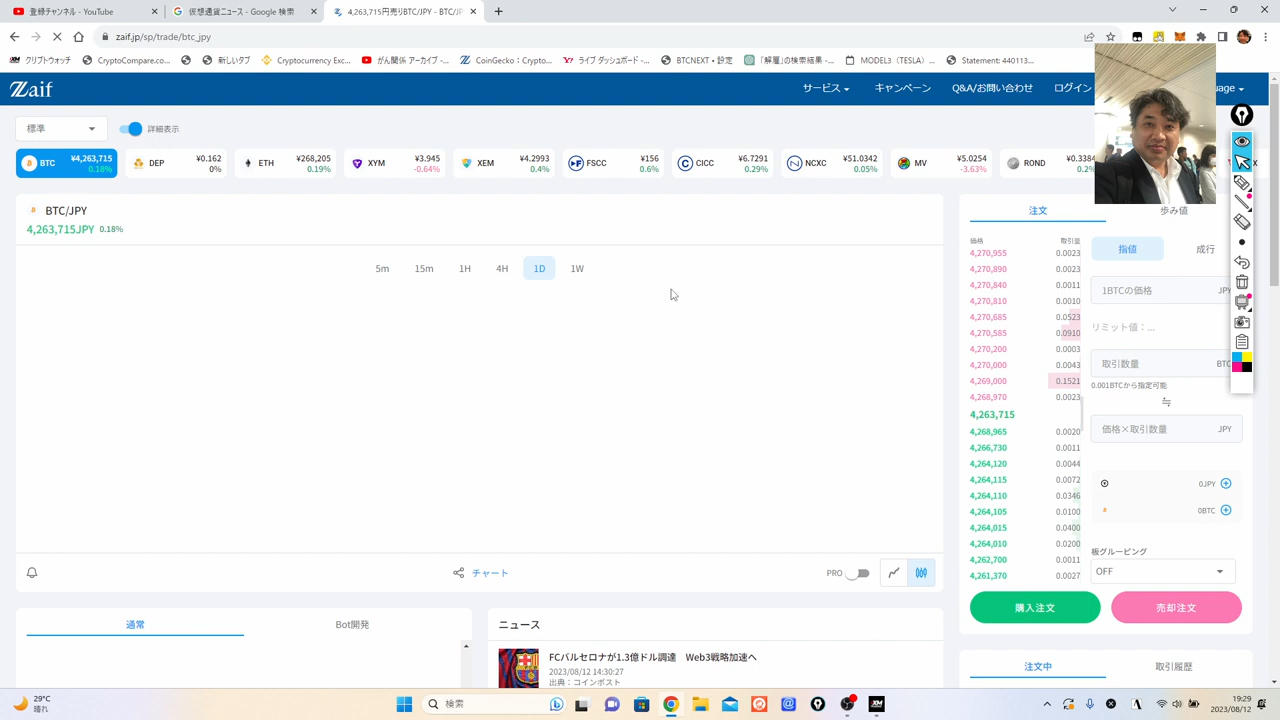 登録チャンネル - YouTube
仮想通貨ニュース - Google 検索
4,263,715円売りBTC/JPY - BTC/JP
zaif.jp/sp/trade/btc_jpy
クリプトウォッチ
CryptoCompare.co...
新しいタブ
Cryptocurrency Exc...
がん関係 アーカイブ -...
CoinGecko：Crypto...
ライブ ダッシュボード -...
BTCNEXT • 設定
「解雇」の検索結果 -...
MODEL3（TESLA）...
Statement: 440113...
Zaif
サービス
キャンペーン
Q&A/お問い合わせ
ログイン
uage
標準
詳細表示
BTC ¥4,263,715 0.18%
DEP ¥0.162 0%
ETH ¥268,205 0.19%
XYM ¥3.945 -0.64%
XEM ¥4.2993 0.4%
FSCC ¥156 0.6%
CICC ¥6.7291 0.29%
NCXC ¥51.0342 0.05%
MV ¥5.0254 -3.63%
ROND ¥0.3384 0.2%
BTC/JPY
4,263,715JPY 0.18%
5m 15m 1H 4H 1D 1W
PRO
チャート
通常
Bot開発
ニュース
FCバルセロナが1.3億ドル調達　Web3戦略加速へ
2023/08/12 14:30:27
出典：コインポスト
注文
歩み値
価格 取引量
4,270,955 0.0023
4,270,890 0.0023
4,270,840 0.0011
4,270,810 0.0010
4,270,685 0.0523
4,270,585 0.0910
4,270,200 0.0003
4,270,000 0.0043
4,269,000 0.1521
4,268,970 0.0023
4,263,715
4,268,965 0.0020
4,266,730 0.0011
4,264,120 0.0044
4,264,115 0.0072
4,264,110 0.0346
4,264,105 0.0100
4,264,015 0.0400
4,264,010 0.0200
4,262,700 0.0011
4,261,370 0.0027
指値
成行
1BTCの価格 JPY
リミット値：...
取引数量 BTC
0.001BTCから指定可能
価格×取引数量 JPY
0JPY
0BTC
板グルーピング
OFF
購入注文
売却注文
注文中
取引履歴
29°C
晴れ
検索
A
19:29
2023/08/12